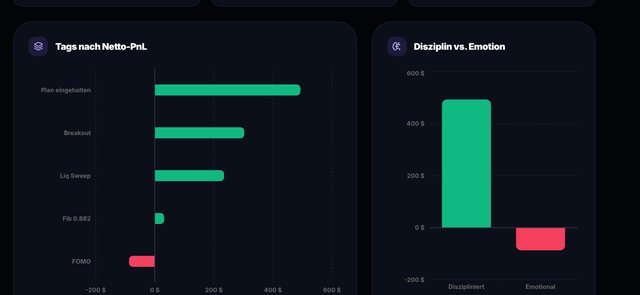 Tags nach Netto-PnL
Plan eingehalten
Breakout
Liq Sweep
Fib 0.882
FOMO
-200 $ 0 $ 200 $ 400 $ 600 $
Disziplin vs. Emotion
600 $
400 $
200 $
0 $
-200 $
Diszipliniert Emotional